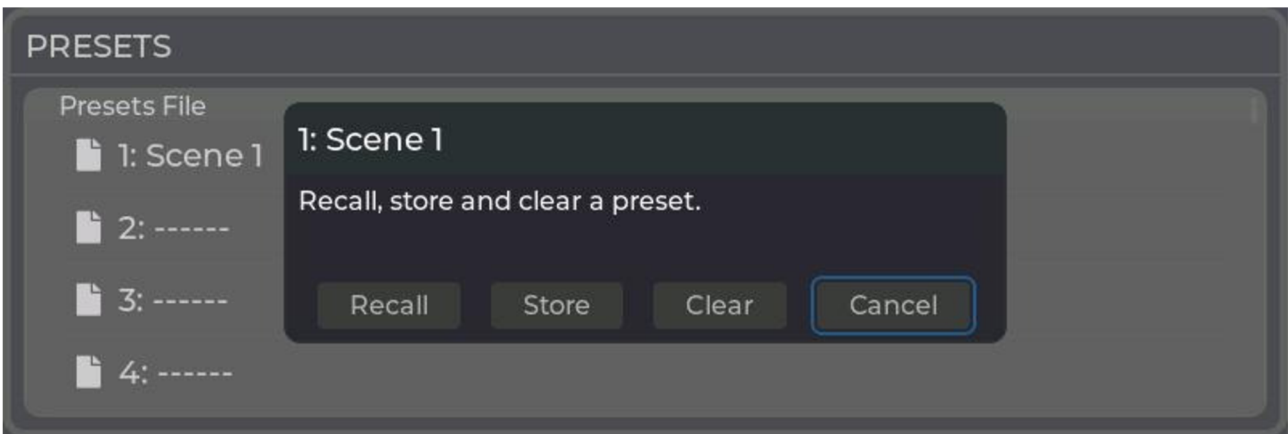 PRESETS
Presets File
1: Scene 1
2: ------
3: ------
4: ------
1: Scene 1
Recall, store and clear a preset.
Recall Store Clear Cancel